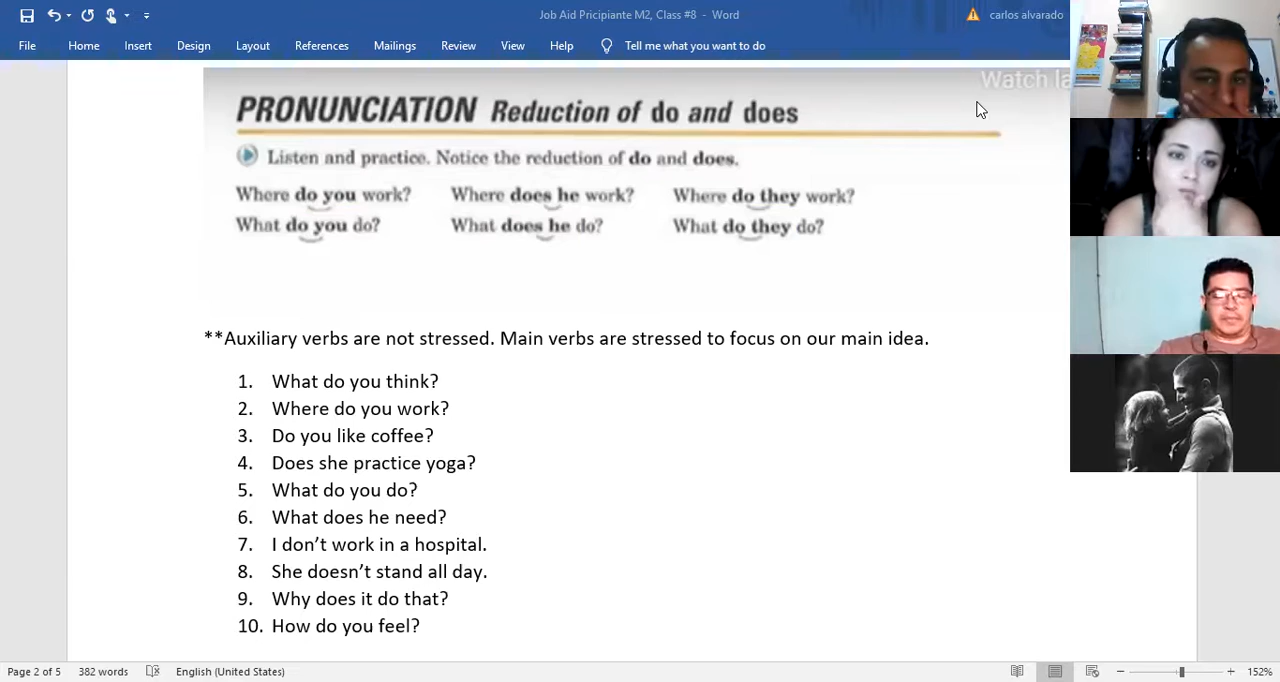 Job Aid Pricipiante M2, Class #8 - Word
carlos alvarado
File Home Insert Design Layout References Mailings Review View Help Tell me what you want to do
Watch
PRONUNCIATION Reduction of do and does
Listen and practice. Notice the reduction of do and does.
Where do you work? Where does he work? Where do they work?
What do you do? What does he do? What do they do?
**Auxiliary verbs are not stressed. Main verbs are stressed to focus on our main idea.
1. What do you think?
2. Where do you work?
3. Do you like coffee?
4. Does she practice yoga?
5. What do you do?
6. What does he need?
7. I don’t work in a hospital.
8. She doesn’t stand all day.
9. Why does it do that?
10. How do you feel?
Page 2 of 5 382 words English (United States) 152%